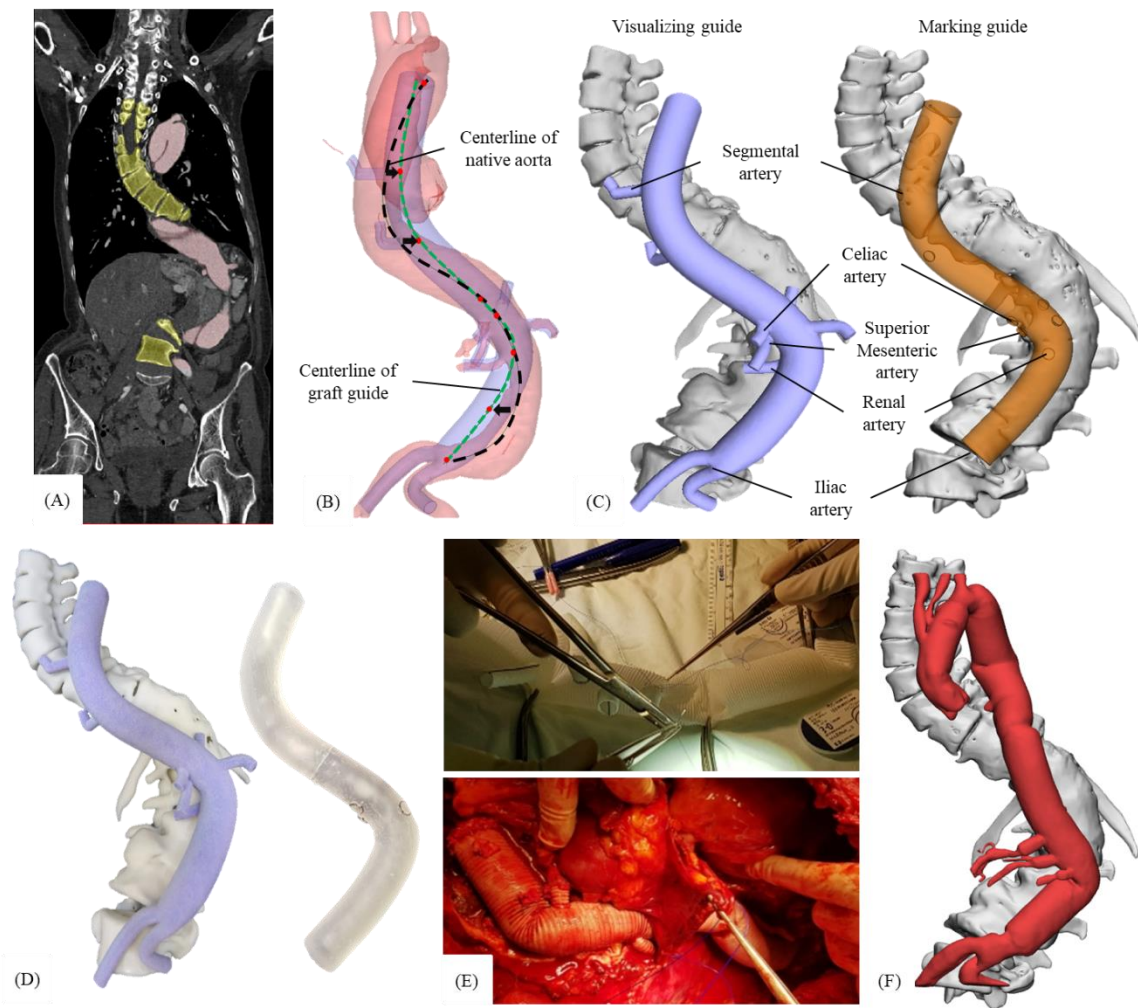 (A)
Centerline of
native aorta
Centerline of
graft guide
(B)
Visualizing guide
Marking guide
Segmental
artery
Celiac
artery
Superior
Mesenteric
artery
Renal
artery
Iliac
artery
(C)
(D)
(E)
(F)